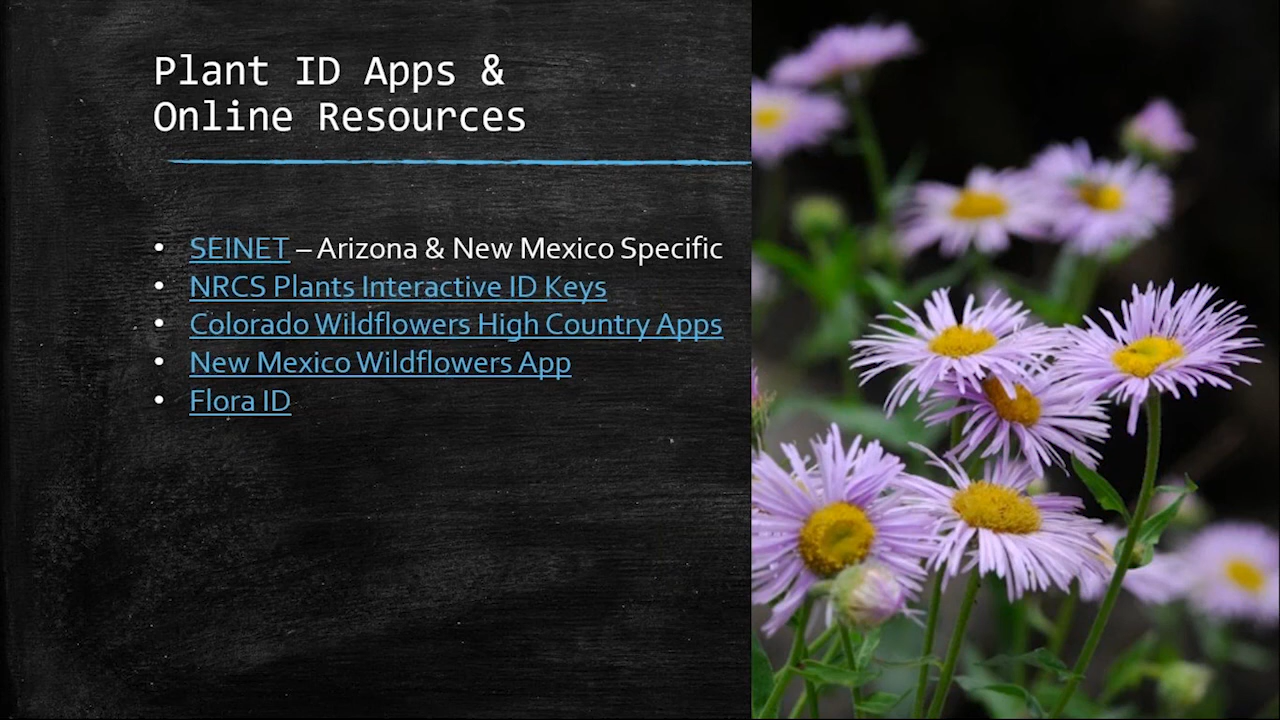 Plant ID Apps &
Online Resources
• SEINET – Arizona & New Mexico Specific
• NRCS Plants Interactive ID Keys
• Colorado Wildflowers High Country Apps
• New Mexico Wildflowers App
• Flora ID